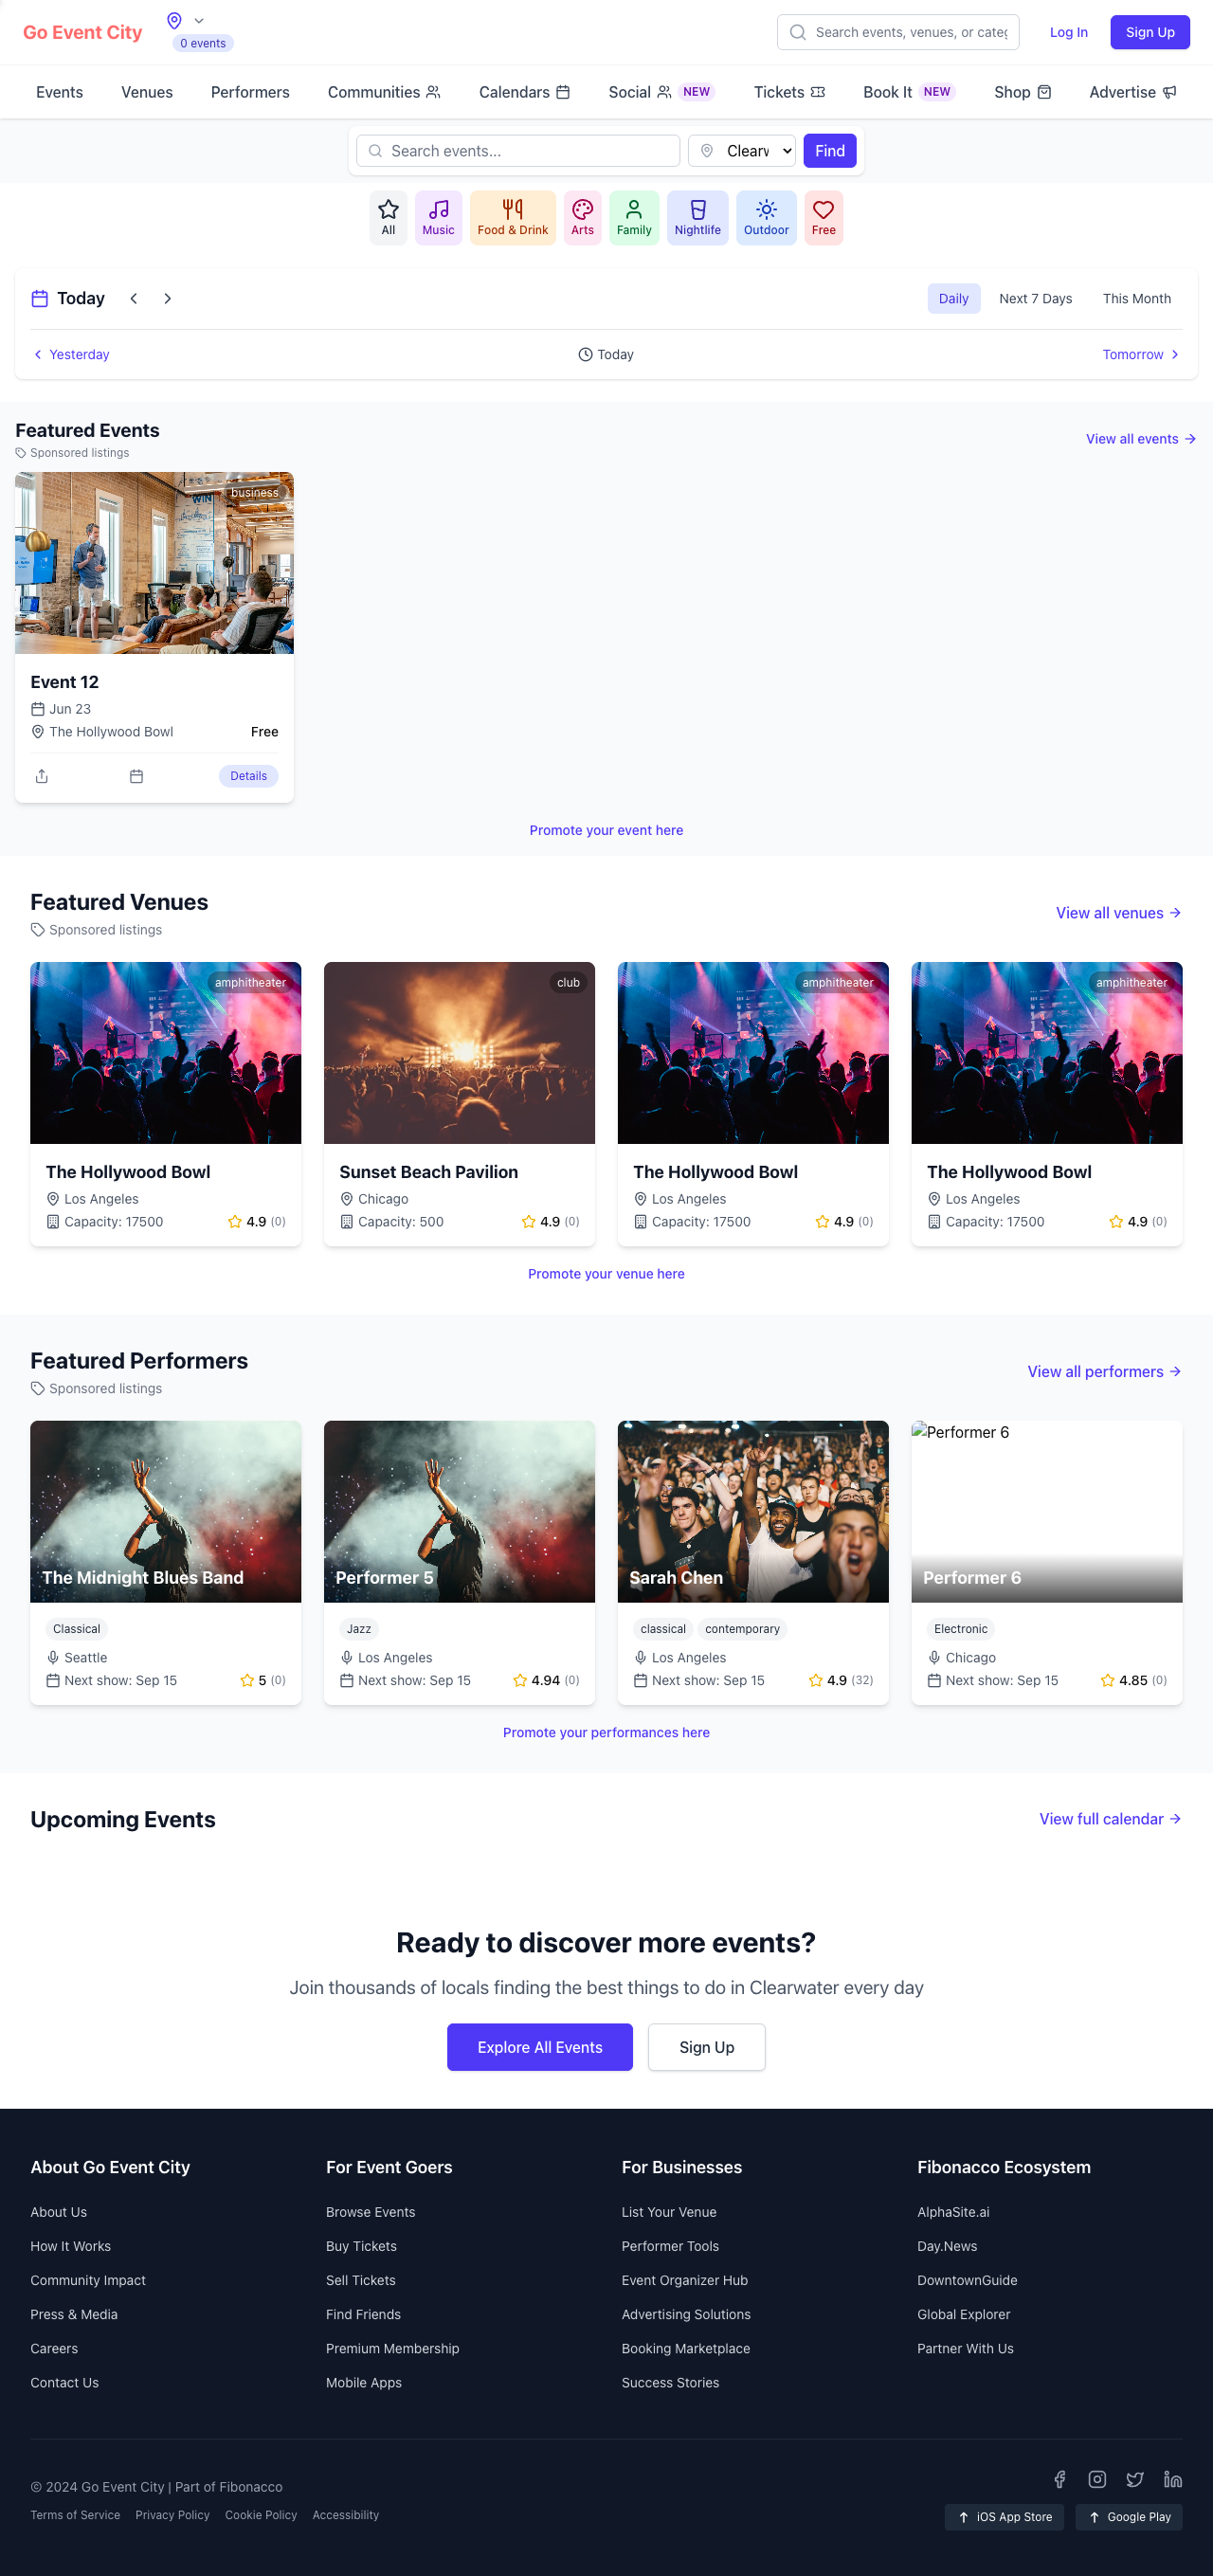 Go Event City
0 events
Search events, venues, or categ
Log In
Sign Up
Events
Venues
Performers
Communities
Calendars
Social NEW
Tickets
Book It NEW
Shop
Advertise
Search events...
Clearw
Find
All
Music
Food & Drink
Arts
Family
Nightlife
Outdoor
Free
Today
Daily
Next 7 Days
This Month
Yesterday
Today
Tomorrow
Featured Events
Sponsored listings
View all events
business
Event 12
Jun 23
The Hollywood Bowl
Free
Details
Promote your event here
Featured Venues
Sponsored listings
View all venues
amphitheater
The Hollywood Bowl
Los Angeles
Capacity: 17500
4.9 (0)
club
Sunset Beach Pavilion
Chicago
Capacity: 500
4.9 (0)
amphitheater
The Hollywood Bowl
Los Angeles
Capacity: 17500
4.9 (0)
amphitheater
The Hollywood Bowl
Los Angeles
Capacity: 17500
4.9 (0)
Promote your venue here
Featured Performers
Sponsored listings
View all performers
The Midnight Blues Band
Classical
Seattle
Next show: Sep 15
5 (0)
Performer 5
Jazz
Los Angeles
Next show: Sep 15
4.94 (0)
Sarah Chen
classical
contemporary
Los Angeles
Next show: Sep 15
4.9 (32)
Performer 6
Performer 6
Electronic
Chicago
Next show: Sep 15
4.85 (0)
Promote your performances here
Upcoming Events
View full calendar
Ready to discover more events?
Join thousands of locals finding the best things to do in Clearwater every day
Explore All Events
Sign Up
About Go Event City
About Us
How It Works
Community Impact
Press & Media
Careers
Contact Us
For Event Goers
Browse Events
Buy Tickets
Sell Tickets
Find Friends
Premium Membership
Mobile Apps
For Businesses
List Your Venue
Performer Tools
Event Organizer Hub
Advertising Solutions
Booking Marketplace
Success Stories
Fibonacco Ecosystem
AlphaSite.ai
Day.News
DowntownGuide
Global Explorer
Partner With Us
© 2024 Go Event City | Part of Fibonacco
Terms of Service
Privacy Policy
Cookie Policy
Accessibility
iOS App Store
Google Play